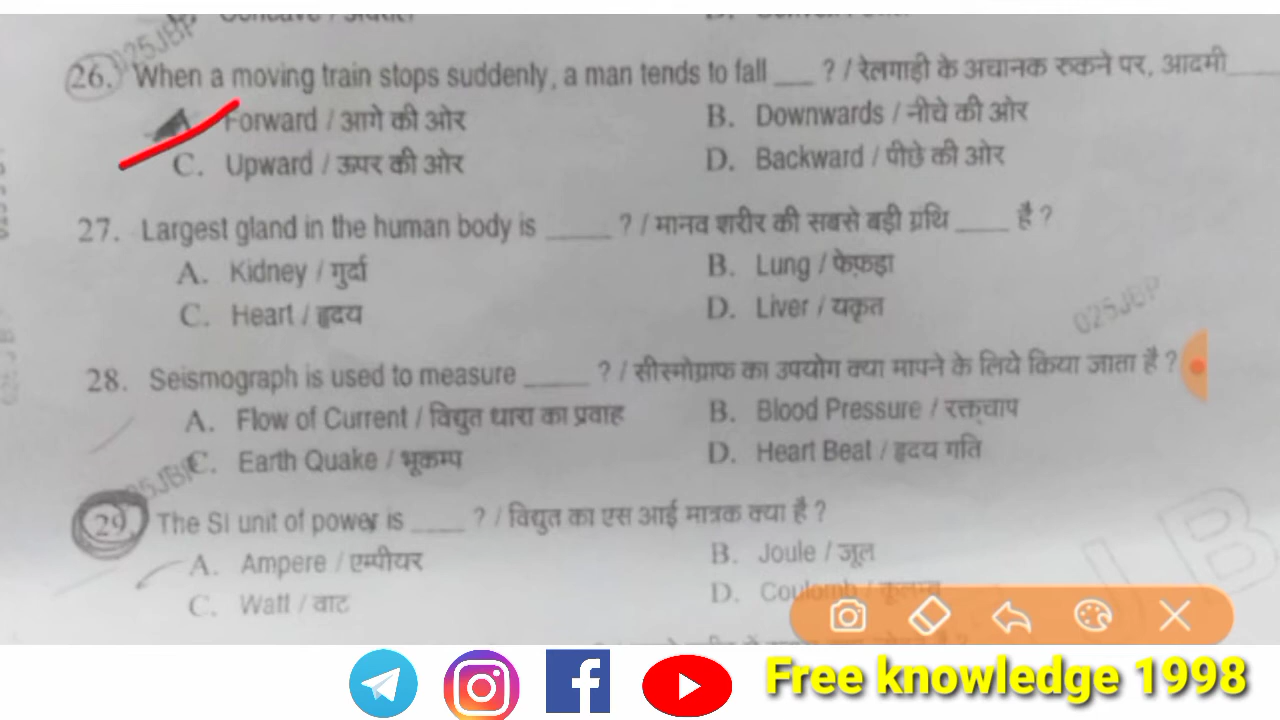 025JBP
26. When a moving train stops suddenly, a man tends to fall ___ ? / रेलगाड़ी के अचानक रुकने पर, आदमी ___
A. Forward / आगे की ओर B. Downwards / नीचे की ओर
C. Upward / ऊपर की ओर D. Backward / पीछे की ओर
27. Largest gland in the human body is ____ ? / मानव शरीर की सबसे बड़ी ग्रंथि ____ है ?
A. Kidney / गुर्दा B. Lung / फेफ़ड़ा
C. Heart / हृदय D. Liver / यकृत
025JBP
28. Seismograph is used to measure ____ ? / सीस्मोग्राफ का उपयोग क्या मापने के लिये किया जाता है ?
A. Flow of Current / विद्युत धारा का प्रवाह B. Blood Pressure / रक्तचाप
C. Earth Quake / भूकम्प D. Heart Beat / हृदय गति
29. The SI unit of power is ____ ? / विद्युत का एस आई मात्रक क्या है ?
A. Ampere / एम्पीयर B. Joule / जूल
C. Watt / वाट D. Coulomb / कूलम्ब
Free knowledge 1998